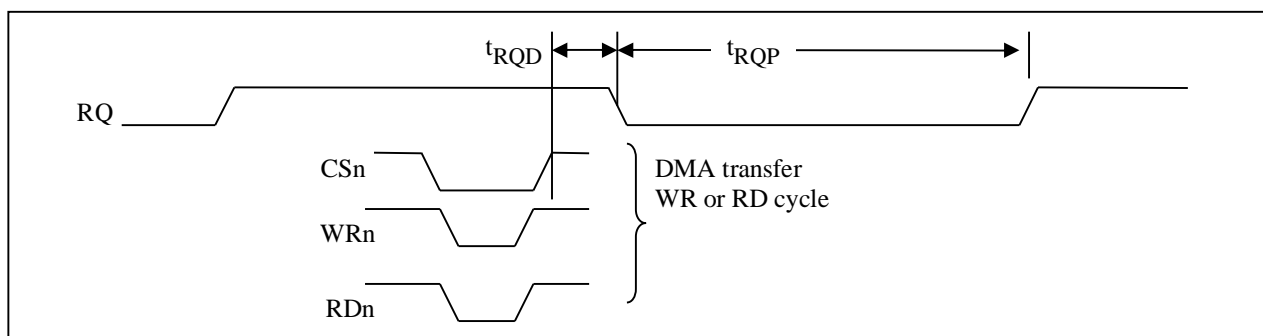 tRQD
tRQP
RQ
CSn
DMA transfer
WR or RD cycle
WRn
RDn